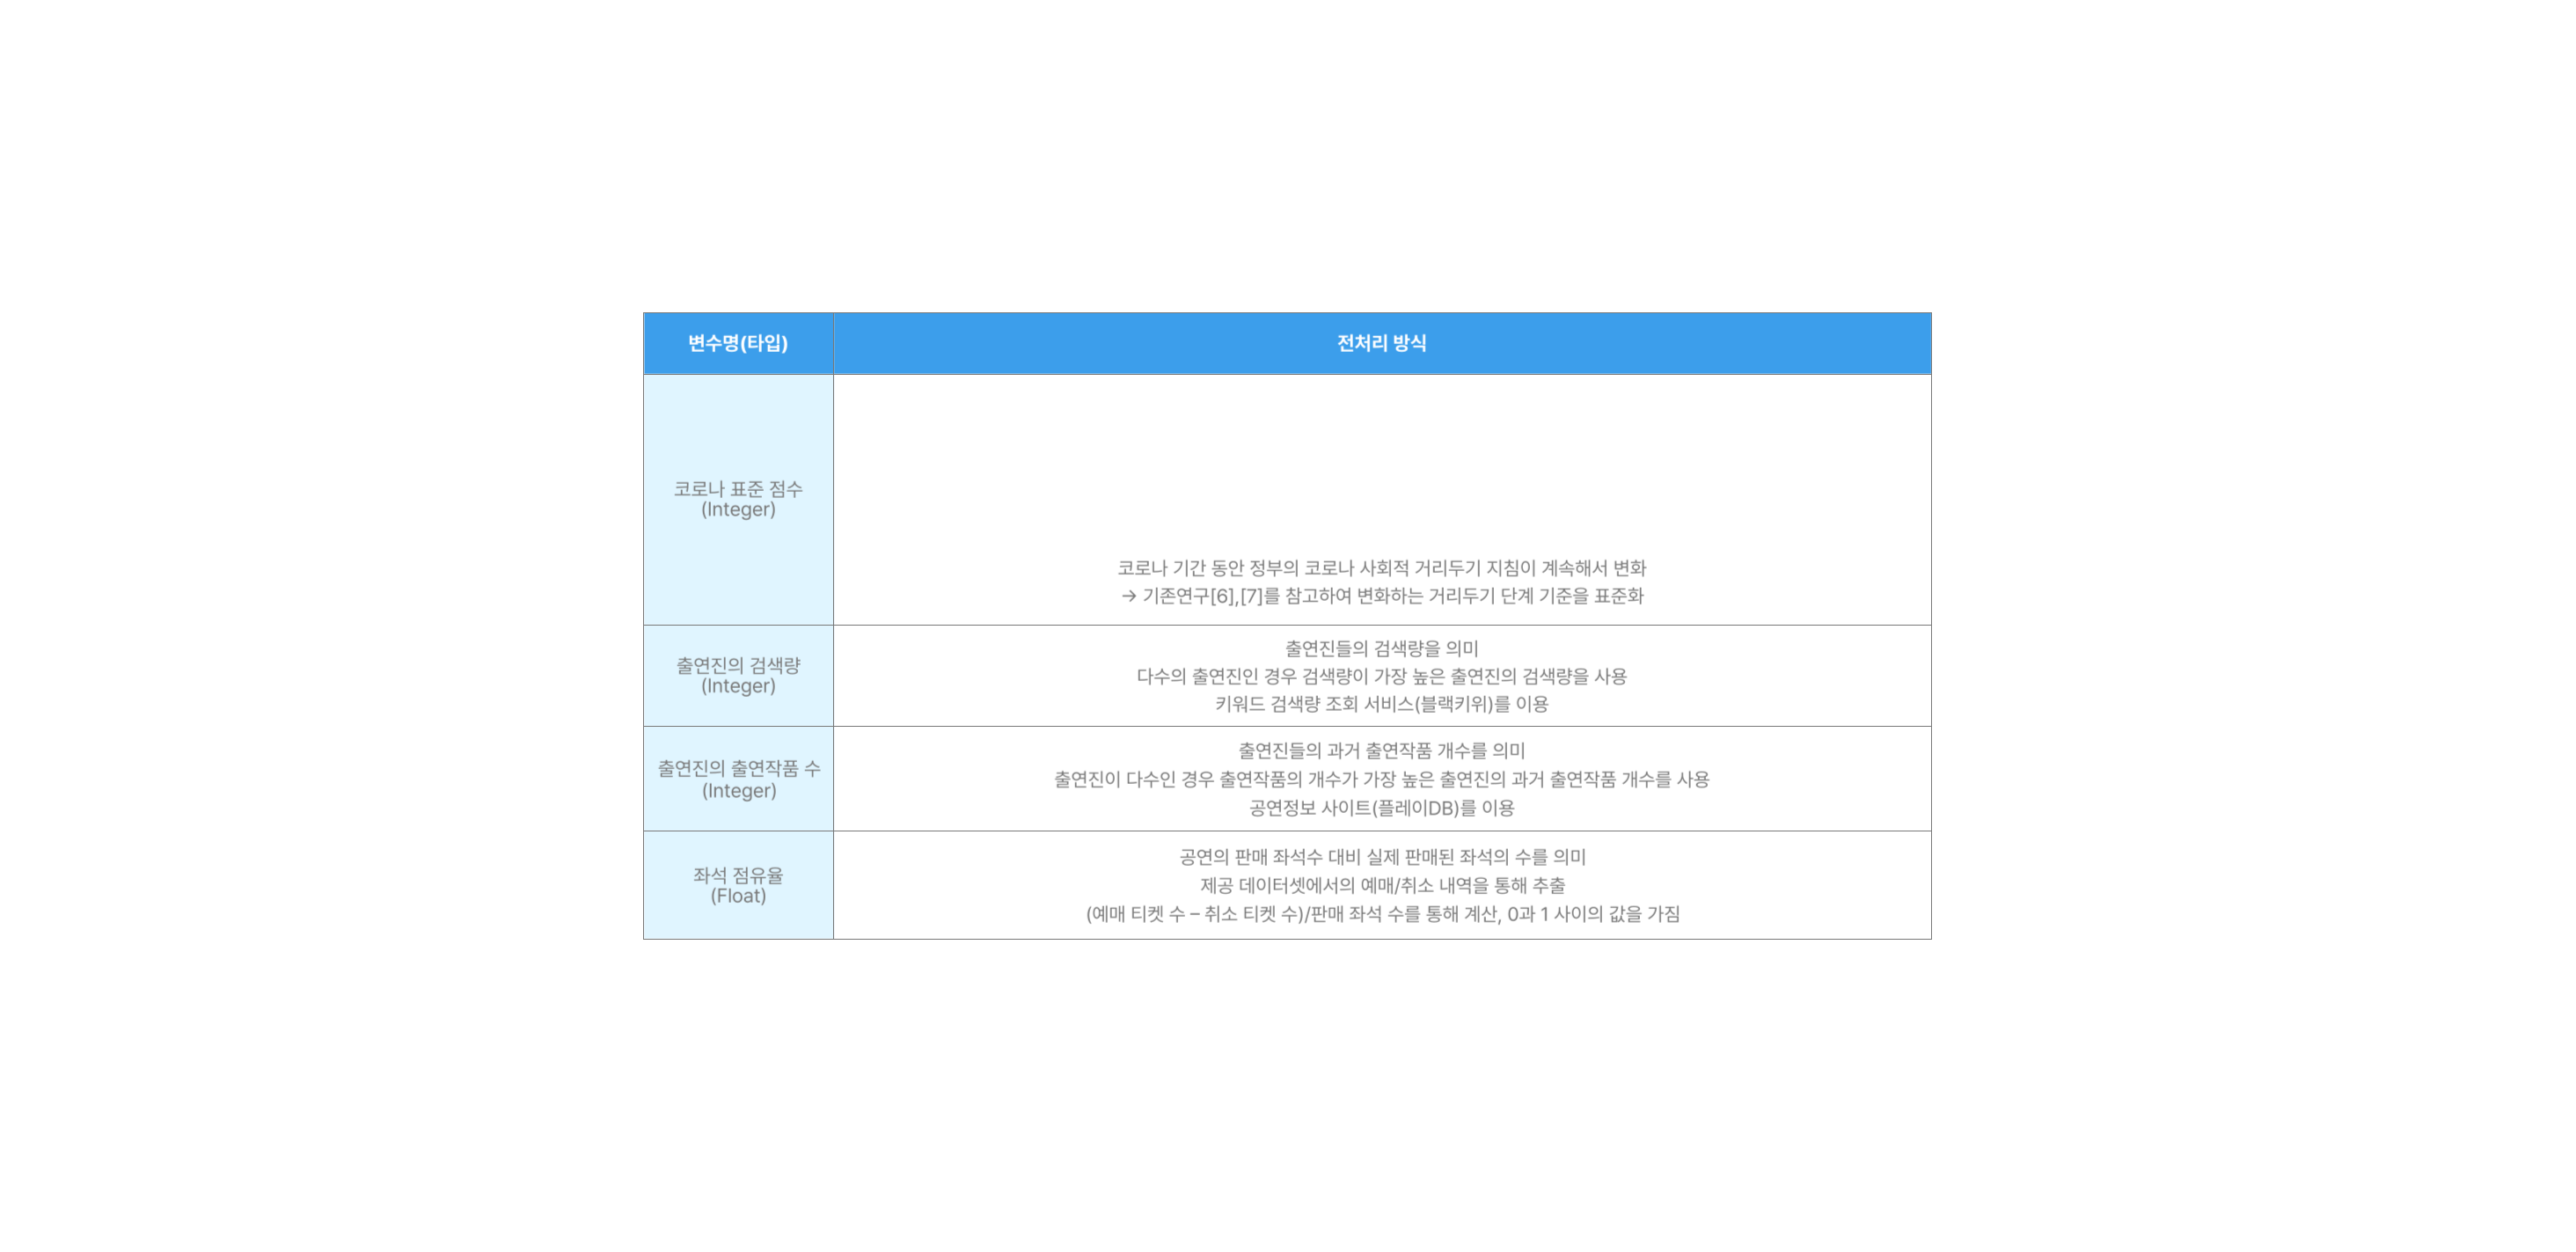 변수명(타입)
전처리 방식
코로나 표준 점수
(Integer)
코로나 기간 동안 정부의 코로나 사회적 거리두기 지침이 계속해서 변화
→ 기존연구[6],[7]를 참고하여 변화하는 거리두기 단계 기준을 표준화
출연진의 검색량
(Integer)
출연진들의 검색량을 의미
다수의 출연진인 경우 검색량이 가장 높은 출연진의 검색량을 사용
키워드 검색량 조회 서비스(블랙키위)를 이용
출연진의 출연작품 수
(Integer)
출연진들의 과거 출연작품 개수를 의미
출연진이 다수인 경우 출연작품의 개수가 가장 높은 출연진의 과거 출연작품 개수를 사용
공연정보 사이트(플레이DB)를 이용
좌석 점유율
(Float)
공연의 판매 좌석수 대비 실제 판매된 좌석의 수를 의미
제공 데이터셋에서의 예매/취소 내역을 통해 추출
(예매 티켓 수 – 취소 티켓 수)/판매 좌석 수를 통해 계산, 0과 1 사이의 값을 가짐